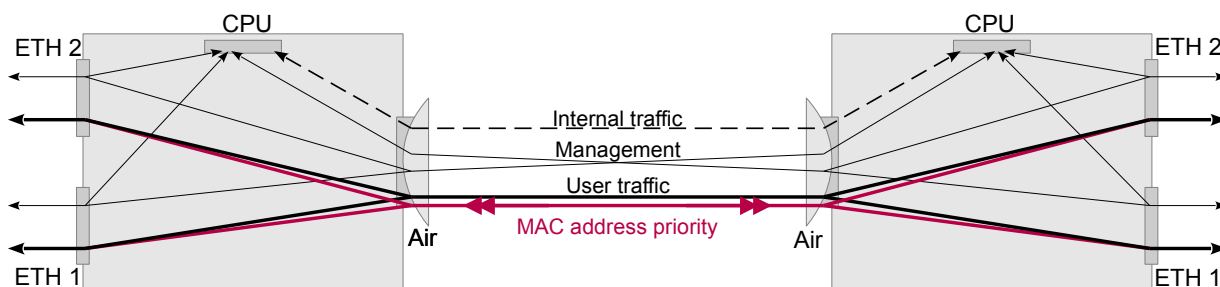 CPU
CPU
ETH 2
ETH 2
Internal traffic
Management
User traffic
MAC address priority
Air
Air
ETH 1
ETH 1